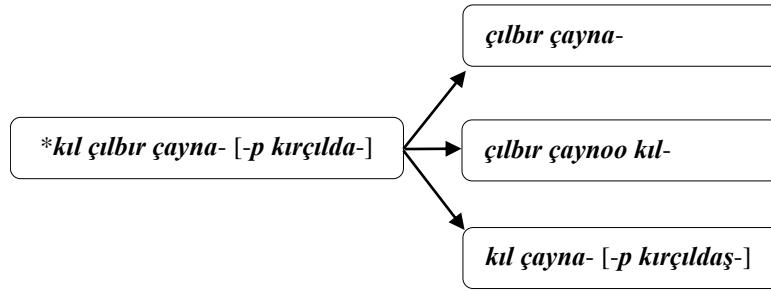 çılbır çayna-
*kıl çılbır çayna- [-p kırçılda-]
çılbır çaynoo kıl-
kıl çayna- [-p kırçıldaş-]